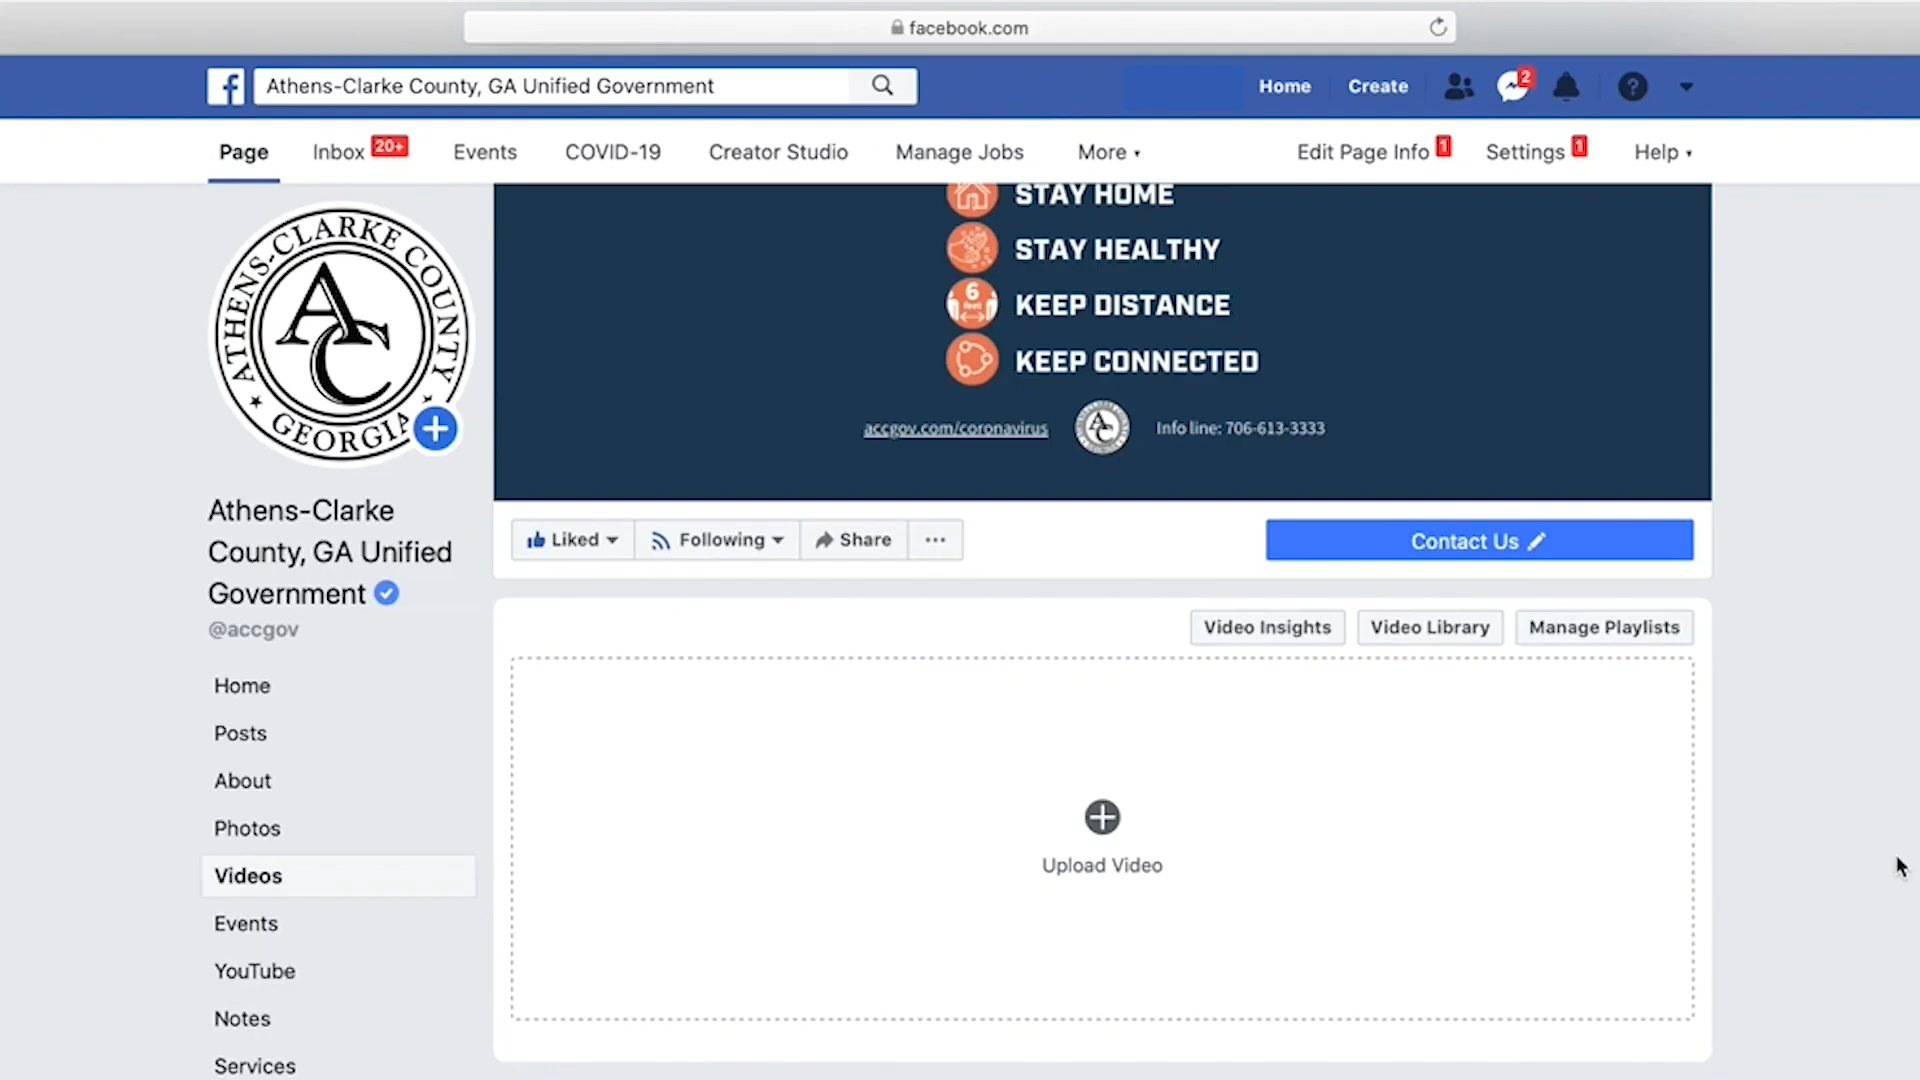 facebook.com
Athens-Clarke County, GA Unified Government
Home
Create
2
Page
Inbox 20+
Events
COVID-19
Creator Studio
Manage Jobs
More
Edit Page Info 1
Settings 1
Help
ATHENS-CLARKE COUNTY
AC
GEORGIA
STAY HOME
STAY HEALTHY
6 feet
KEEP DISTANCE
KEEP CONNECTED
accgov.com/coronavirus
AC
Info line: 706-613-3333
Athens-Clarke
County, GA Unified
Government
@accgov
Liked
Following
Share
Contact Us
Video Insights
Video Library
Manage Playlists
Upload Video
Home
Posts
About
Photos
Videos
Events
YouTube
Notes
Services